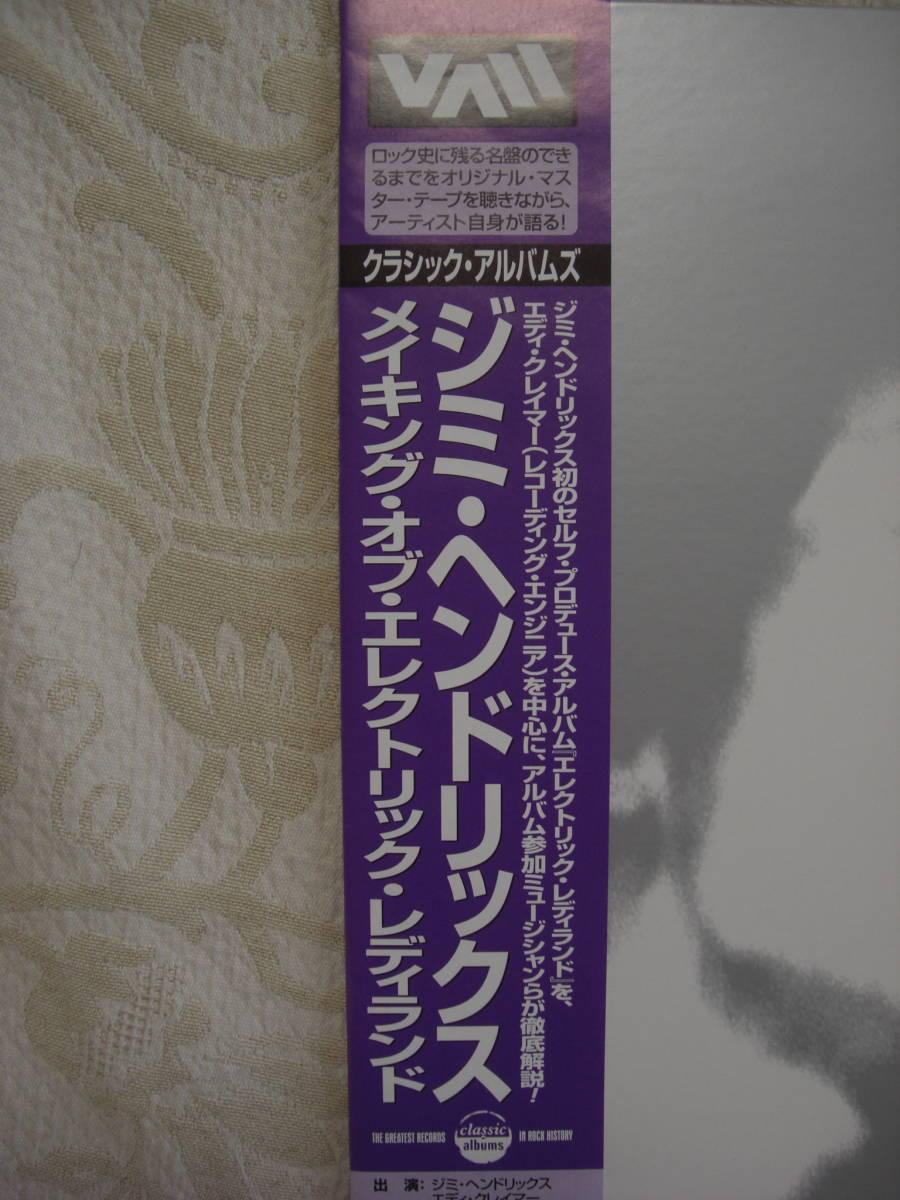 VAP
ロック史に残る名盤のでき
るまでをオリジナル・マス
ター・テープを聴きながら、
アーティスト自身が語る!
クラシック・アルバムズ
ジミ・ヘンドリックス初のセルフ・プロデュース・アルバム『エレクトリック・レディランド』を、
エディ・クレイマー(レコーディング・エンジニア)を中心に、アルバム参加ミュージシャンらが徹底解説!
ジミ・ヘンドリックス
メイキング・オブ・エレクトリック・レディランド
THE GREATEST RECORDS
classic
albums
IN ROCK HISTORY
出 演:ジミ・ヘンドリックス
エディ・クレイマー